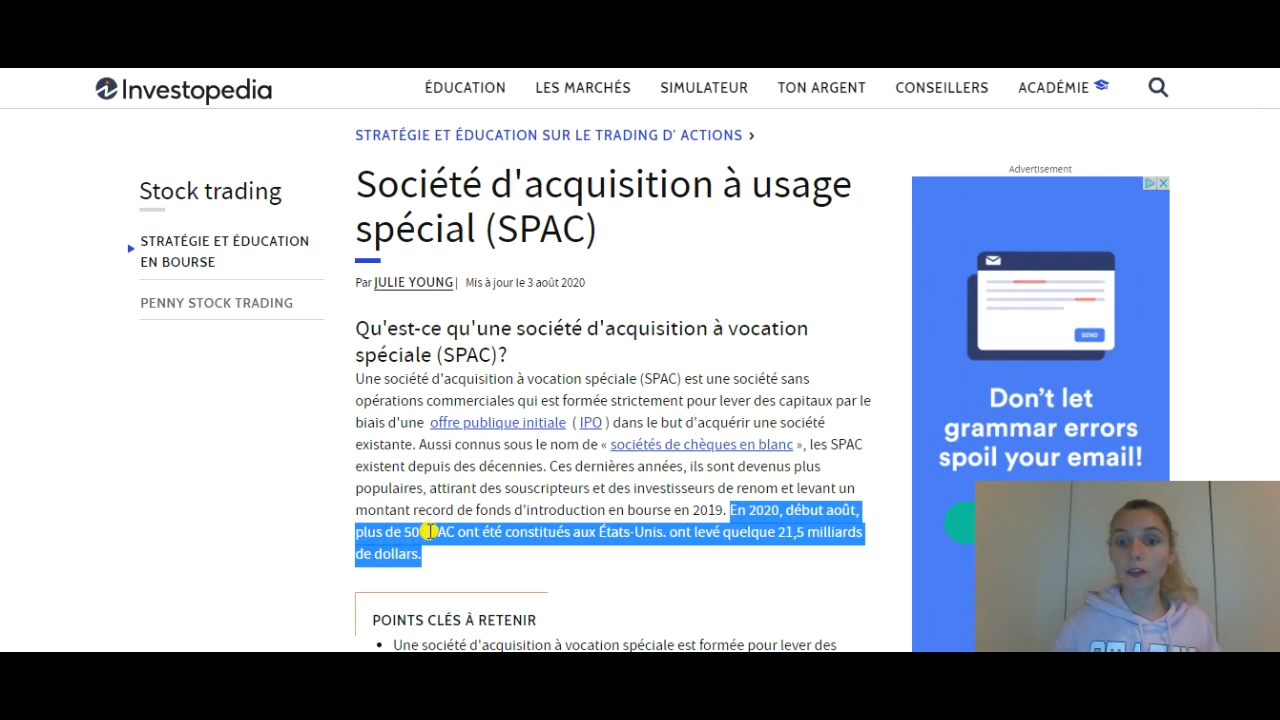 Investopedia
ÉDUCATION
LES MARCHÉS
SIMULATEUR
TON ARGENT
CONSEILLERS
ACADÉMIE
STRATÉGIE ET ÉDUCATION SUR LE TRADING D' ACTIONS ›
Stock trading
STRATÉGIE ET ÉDUCATION
EN BOURSE
PENNY STOCK TRADING
Société d'acquisition à usage
spécial (SPAC)
Par JULIE YOUNG | Mis à jour le 3 août 2020
Qu'est-ce qu'une société d'acquisition à vocation
spéciale (SPAC)?
Une société d'acquisition à vocation spéciale (SPAC) est une société sans
opérations commerciales qui est formée strictement pour lever des capitaux par le
biais d'une offre publique initiale ( IPO ) dans le but d'acquérir une société
existante. Aussi connus sous le nom de « sociétés de chèques en blanc », les SPAC
existent depuis des décennies. Ces dernières années, ils sont devenus plus
populaires, attirant des souscripteurs et des investisseurs de renom et levant un
montant record de fonds d'introduction en bourse en 2019. En 2020, début août,
plus de 50 AC ont été constitués aux États-Unis. ont levé quelque 21,5 milliards
de dollars.
POINTS CLÉS À RETENIR
• Une société d'acquisition à vocation spéciale est formée pour lever des
Advertisement
SEND
Don't let
grammar errors
spoil your email!